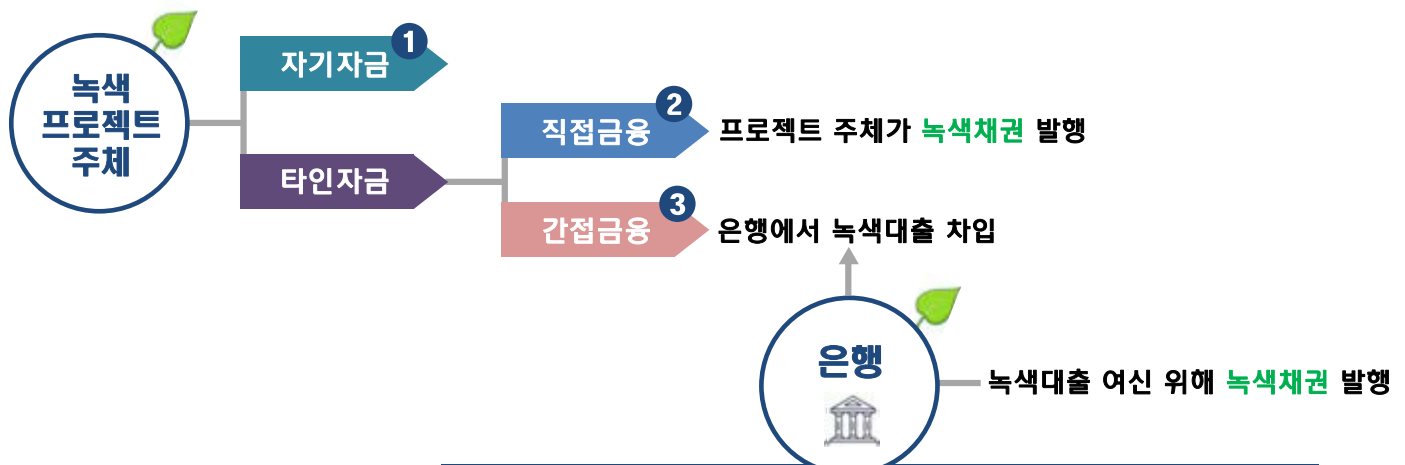 녹색
프로젝트
주체
자기자금 1
타인자금
직접금융 2
프로젝트 주체가 녹색채권 발행
간접금융 3
은행에서 녹색대출 차입
은행
녹색대출 여신 위해 녹색채권 발행